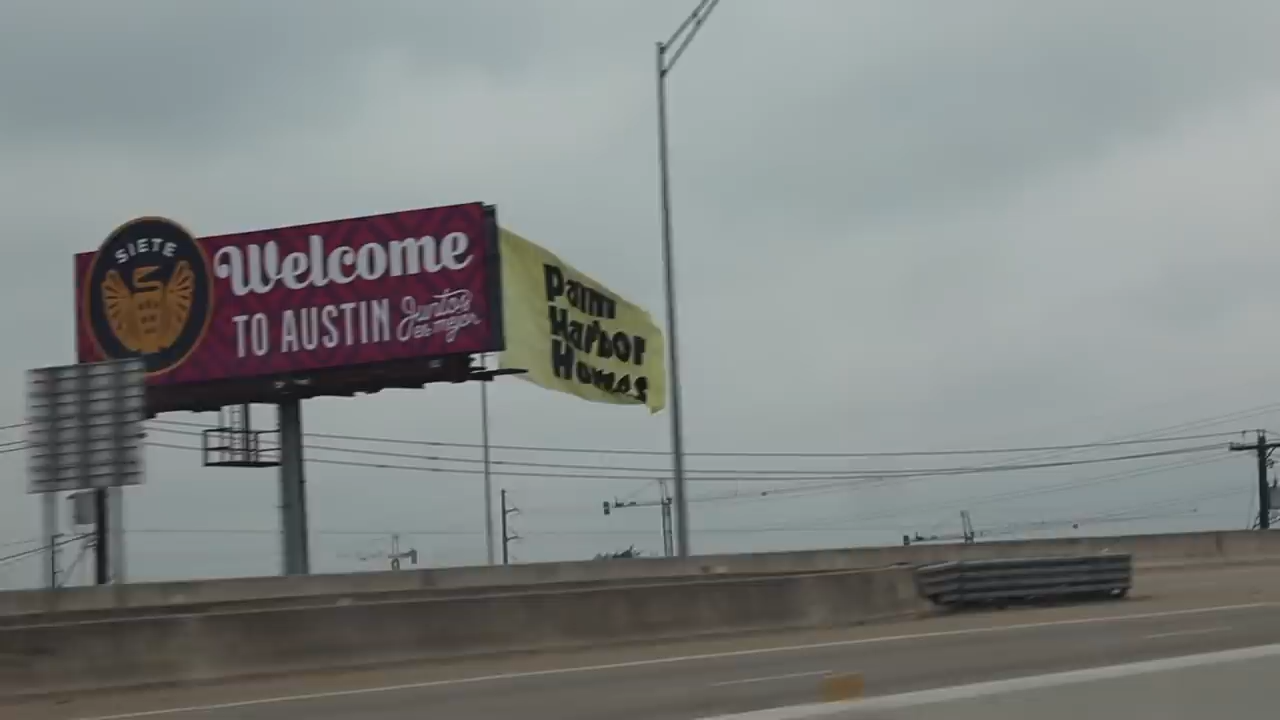 SIETE
Welcome
TO AUSTIN
Juntos
es mejor
Palm
Harbor
Homes